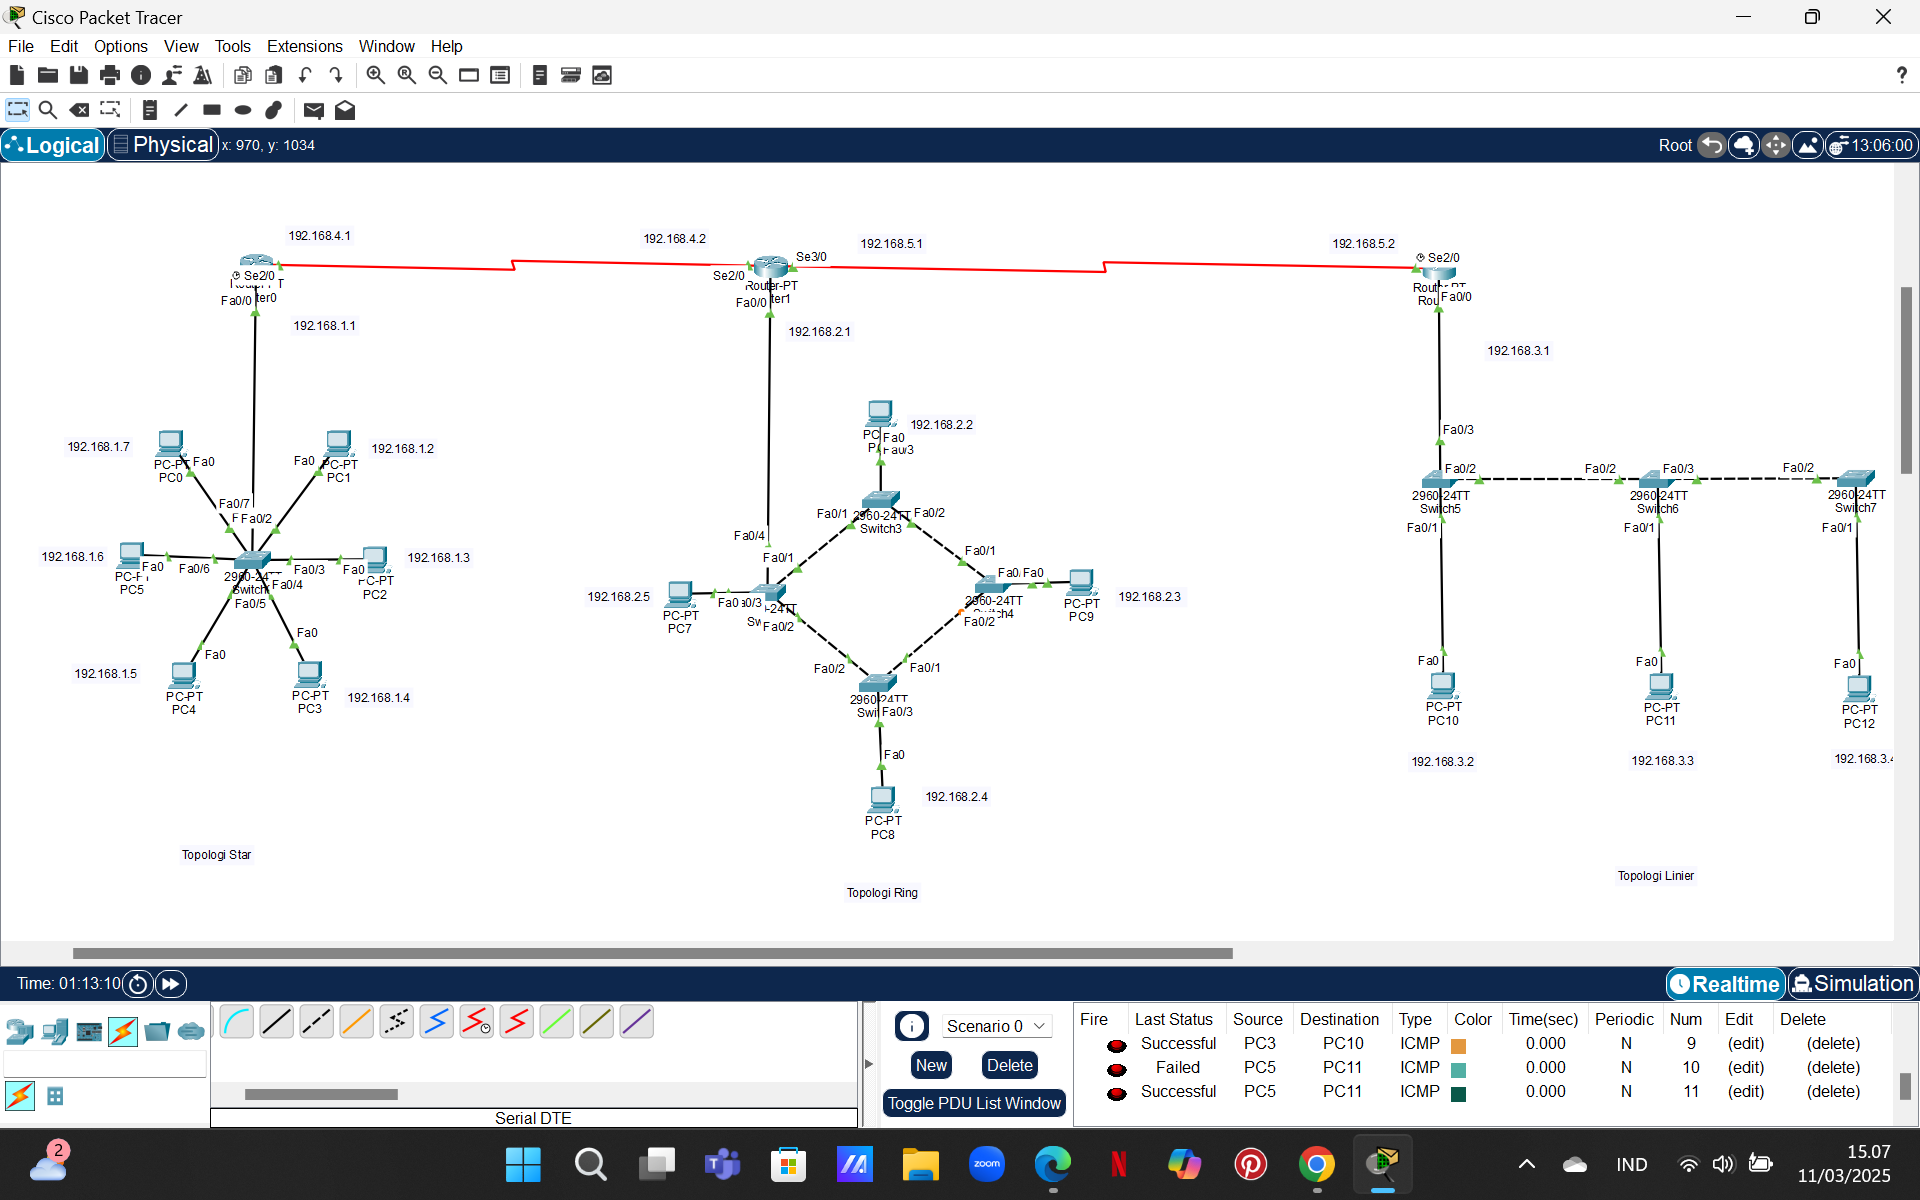 Cisco Packet Tracer
File Edit Options View Tools Extensions Window Help
?
Logical Physical x: 970, y: 1034 Root 13:06:00
192.168.4.1 192.168.4.2 192.168.5.1 192.168.5.2
Se2/0 Se2/0 Se3/0 Se2/0
Router-PT
Fa0/0 Fa0/0 Fa0/0
192.168.1.1 192.168.2.1 192.168.3.1
192.168.1.7 Fa0 PC-PT PC0
192.168.1.2 Fa0 PC-PT PC1
Fa0/7 Fa0/2
192.168.1.6 Fa0 Fa0/6 PC5
192.168.1.3 Fa0/3 Fa0 PC-PT PC2
Switch
Fa0/4
Fa0/5
192.168.1.5 Fa0 PC-PT PC4
192.168.1.4 Fa0 PC-PT PC3
Topologi Star
192.168.2.2 Fa0
Fa0/1 Fa0/2
2960-24TT
Switch3
Fa0/4
Fa0/1 Fa0/1
192.168.2.5 Fa0 PC-PT PC7
Fa0/2
Fa0 2960-24TT Fa0/2
192.168.2.3 PC-PT PC9
Fa0/2 Fa0/1
2960-24TT
Fa0/3
Fa0
192.168.2.4
PC-PT
PC8
Topologi Ring
Fa0/3
Fa0/2 Fa0/2 Fa0/3 Fa0/2
2960-24TT 2960-24TT 2960-24TT
Switch5 Switch6 Switch7
Fa0/1 Fa0/1 Fa0/1
Fa0 Fa0 Fa0
PC-PT PC-PT PC-PT
PC10 PC11 PC12
192.168.3.2 192.168.3.3 192.168.3.
Topologi Linier
Time: 01:13:10 Realtime Simulation
Scenario 0
New Delete
Toggle PDU List Window
Serial DTE
Fire Last Status Source Destination Type Color Time(sec) Periodic Num Edit Delete
Successful PC3 PC10 ICMP 0.000 N 9 (edit) (delete)
Failed PC5 PC11 ICMP 0.000 N 10 (edit) (delete)
Successful PC5 PC11 ICMP 0.000 N 11 (edit) (delete)
2
zoom
IND
15.07
11/03/2025